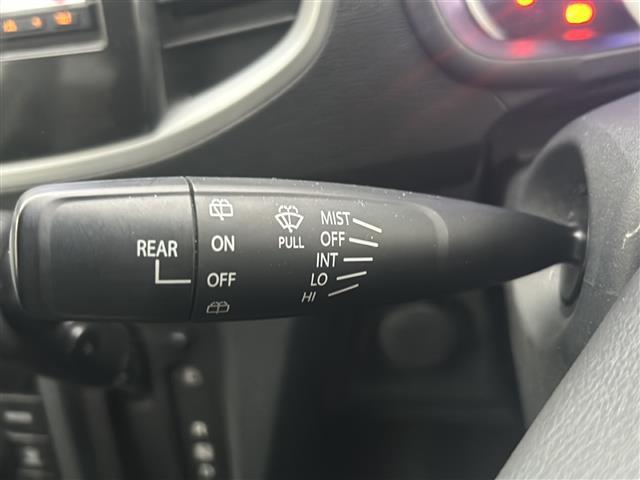 REAR
ON
OFF
PULL
MIST
OFF
INT
LO
HI